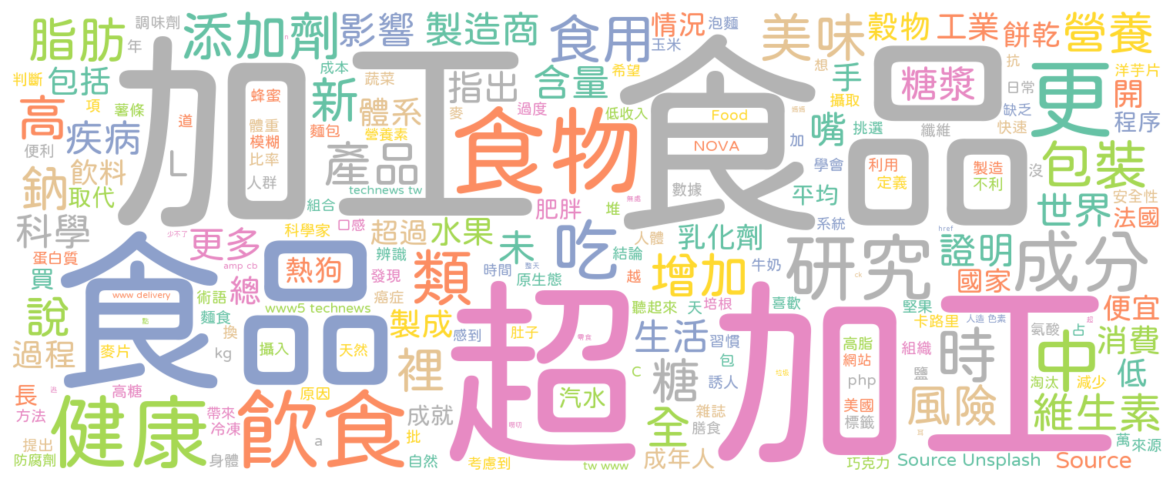 加工
食品
超加工
食品
食物
健康
飲食
研究
成分
脂肪
添加劑
影響
製造商
食用
情況
玉米
泡麵
美味
穀物
工業
餅乾
營養
調味劑
年
判斷
包括
成本
蔬菜
指出
含量
希望
想
手
糖漿
抗
日常
洋芋片
更
開
程序
高
項
薯條
疾病
道
蜂蜜
體重
模糊
比率
人群
新
體系
麵包
營養素
過度
麥
低收入
Food
加
嘴
攝取
挑選
纖維
缺乏
快速
便利
飲料
鈉
取代
L
產品
technews tw
NOVA
數據
學會
平均
利用
定義
製造
不利
沒
包裝
安全性
世界
法國
科學
科學家
組合
口感
肥胖
堆
系統
更多
超過
水果
辨識
未
吃
結論
人體
乳化劑
證明
國家
href
蛋白質
買
術語
總
熱狗
amp cb
發現
癌症
類
時間
原生態
越
增加
牛奶
少不了
www delivery
www5 technews
聽起來
天
培根
喜歡
堅果
卡路里
人造 色素
便宜
說
麵食
換
製成
感到
肚子
生活
習慣
氨酸
占
消費
過程
麥片
kg
攝入
天然
裡
零食
包
誘人
糖
C
高脂
網站
php
組織
鹽
時
中
淘汰
減少
低
長
方法
高糖
原因
帶來
冷凍
成就
汽水
全
雜誌
膳食
美國
標籤
風險
維生素
提出
防腐劑
身體
a
批
自然
考慮到
tw www
成年人
巧克力
Source Unsplash
Source
萬
來源